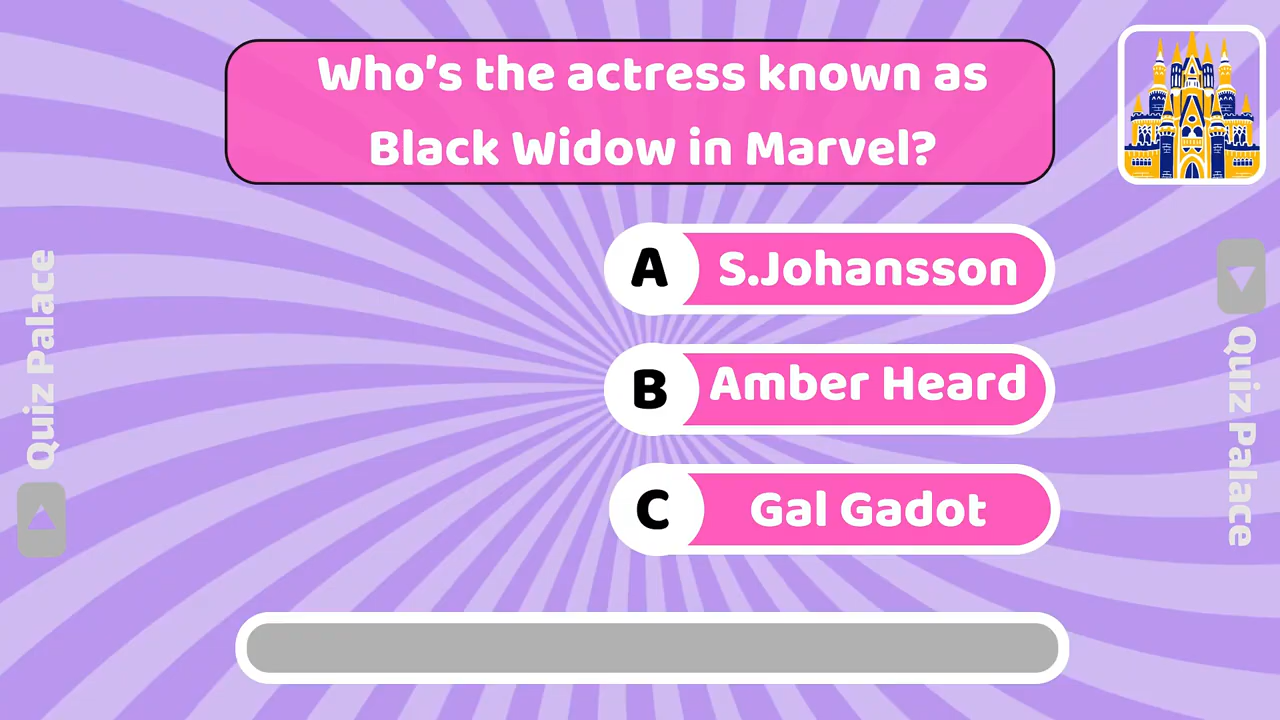 Who's the actress known as
Black Widow in Marvel?
A S.Johansson
B Amber Heard
C Gal Gadot
Quiz Palace
Quiz Palace